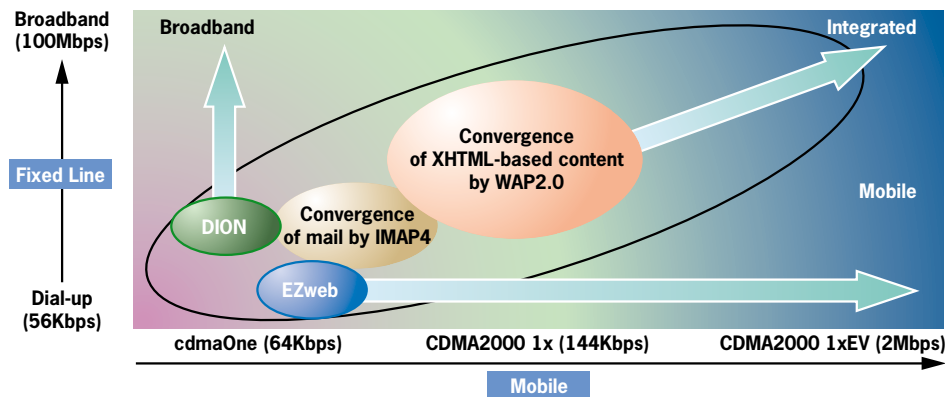 Broadband
(100Mbps)
Fixed Line
Dial-up
(56Kbps)
Broadband
Integrated
Convergence
of XHTML-based content
by WAP2.0
Mobile
DION
Convergence
of mail by IMAP4
EZweb
cdmaOne (64Kbps)
CDMA2000 1x (144Kbps)
CDMA2000 1xEV (2Mbps)
Mobile